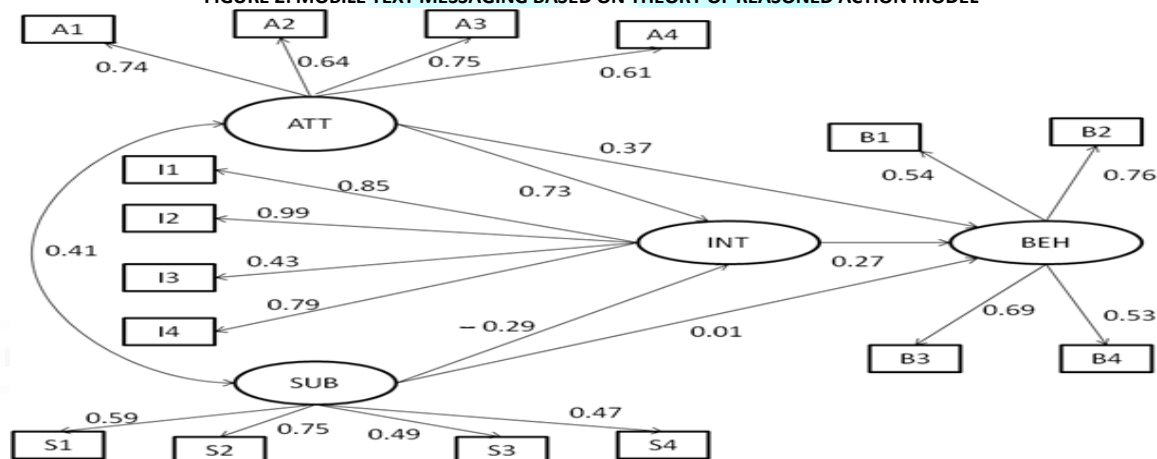 FIGURE 2: MOBILE TEXT MESSAGING BASED ON THEORY OF REASONED ACTION MODEL
A1 A2 A3 A4
0.74 0.64 0.75 0.61
ATT
B1 B2
0.37
I1
0.85 0.73 0.54 0.76
I2 0.99
0.41 INT BEH
I3 0.43 0.27
0.79
I4 – 0.29 0.01 0.69 0.53
B3 B4
SUB
0.59 0.75 0.49 0.47
S1 S2 S3 S4